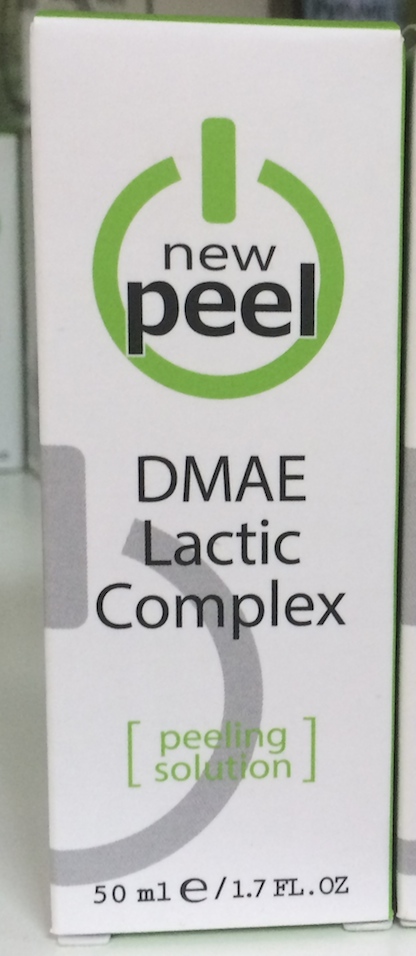 new
peel
DMAE
Lactic
Complex
[ peeling
solution ]
50 ml ℮/1.7 FL.OZ